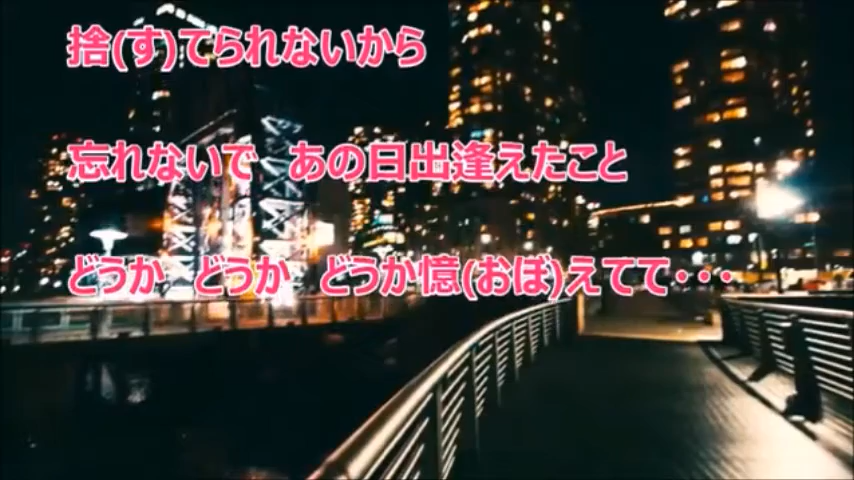 捨(す)てられないから
忘れないで　あの日出逢えたこと
どうか　どうか　どうか憶(おぼ)えてて・・・